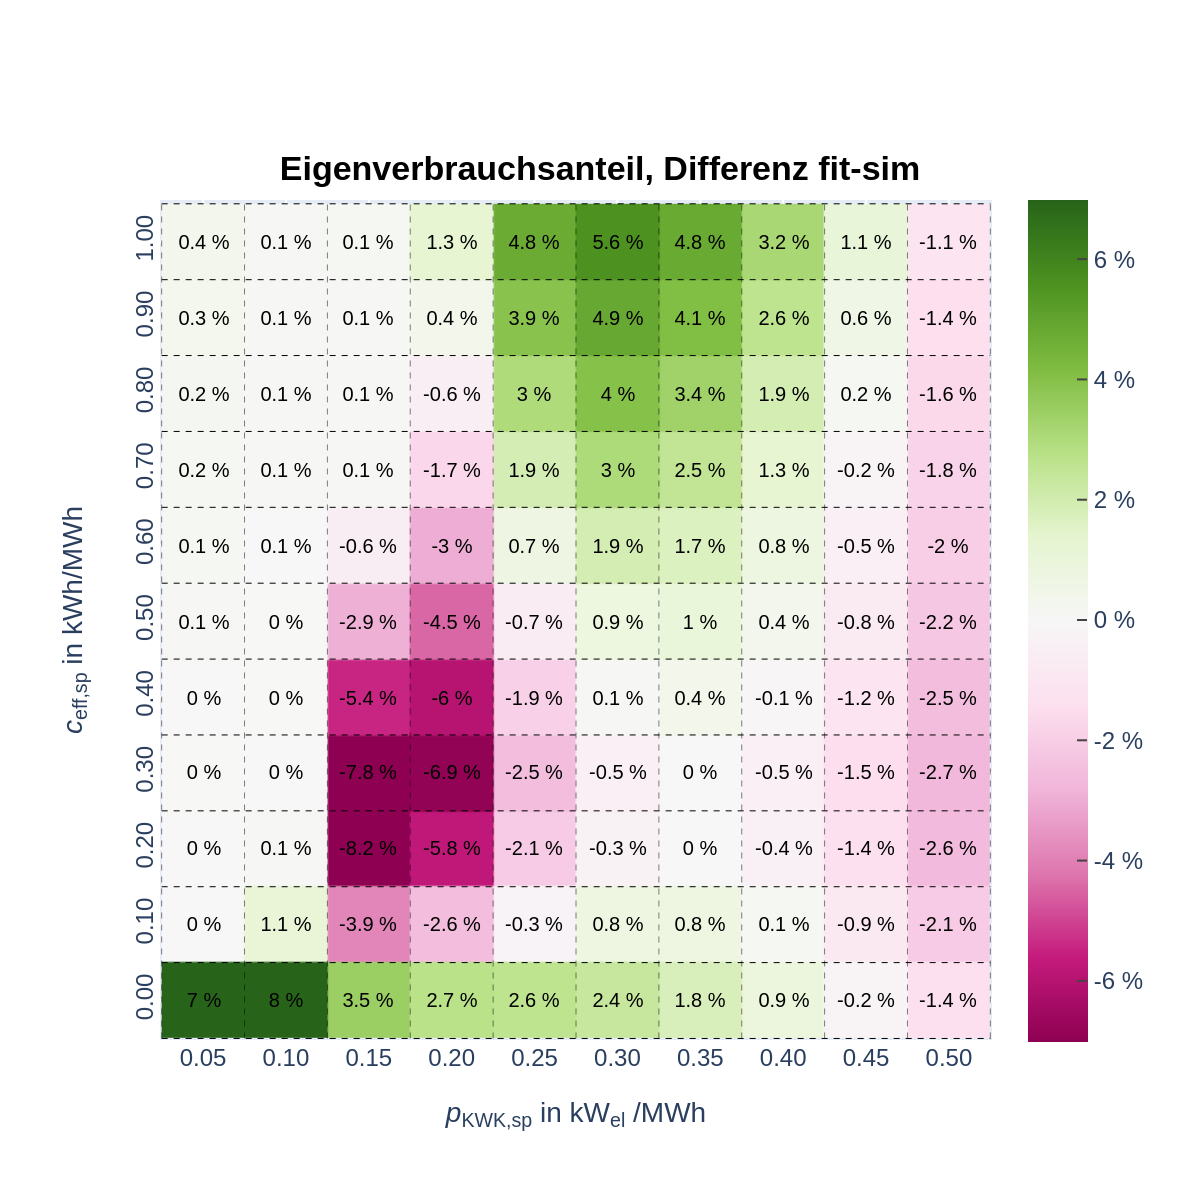 Eigenverbrauchsanteil, Differenz fit-sim
1.00 0.4 % 0.1 % 0.1 % 1.3 % 4.8 % 5.6 % 4.8 % 3.2 % 1.1 % -1.1 %
0.90 0.3 % 0.1 % 0.1 % 0.4 % 3.9 % 4.9 % 4.1 % 2.6 % 0.6 % -1.4 %
0.80 0.2 % 0.1 % 0.1 % -0.6 % 3 % 4 % 3.4 % 1.9 % 0.2 % -1.6 %
0.70 0.2 % 0.1 % 0.1 % -1.7 % 1.9 % 3 % 2.5 % 1.3 % -0.2 % -1.8 %
0.60 0.1 % 0.1 % -0.6 % -3 % 0.7 % 1.9 % 1.7 % 0.8 % -0.5 % -2 %
0.50 0.1 % 0 % -2.9 % -4.5 % -0.7 % 0.9 % 1 % 0.4 % -0.8 % -2.2 %
0.40 0 % 0 % -5.4 % -6 % -1.9 % 0.1 % 0.4 % -0.1 % -1.2 % -2.5 %
0.30 0 % 0 % -7.8 % -6.9 % -2.5 % -0.5 % 0 % -0.5 % -1.5 % -2.7 %
0.20 0 % 0.1 % -8.2 % -5.8 % -2.1 % -0.3 % 0 % -0.4 % -1.4 % -2.6 %
0.10 0 % 1.1 % -3.9 % -2.6 % -0.3 % 0.8 % 0.8 % 0.1 % -0.9 % -2.1 %
0.00 7 % 8 % 3.5 % 2.7 % 2.6 % 2.4 % 1.8 % 0.9 % -0.2 % -1.4 %
0.05 0.10 0.15 0.20 0.25 0.30 0.35 0.40 0.45 0.50
pKWK,sp in kWel /MWh
ceff,sp in kWh/MWh
6 %
4 %
2 %
0 %
-2 %
-4 %
-6 %